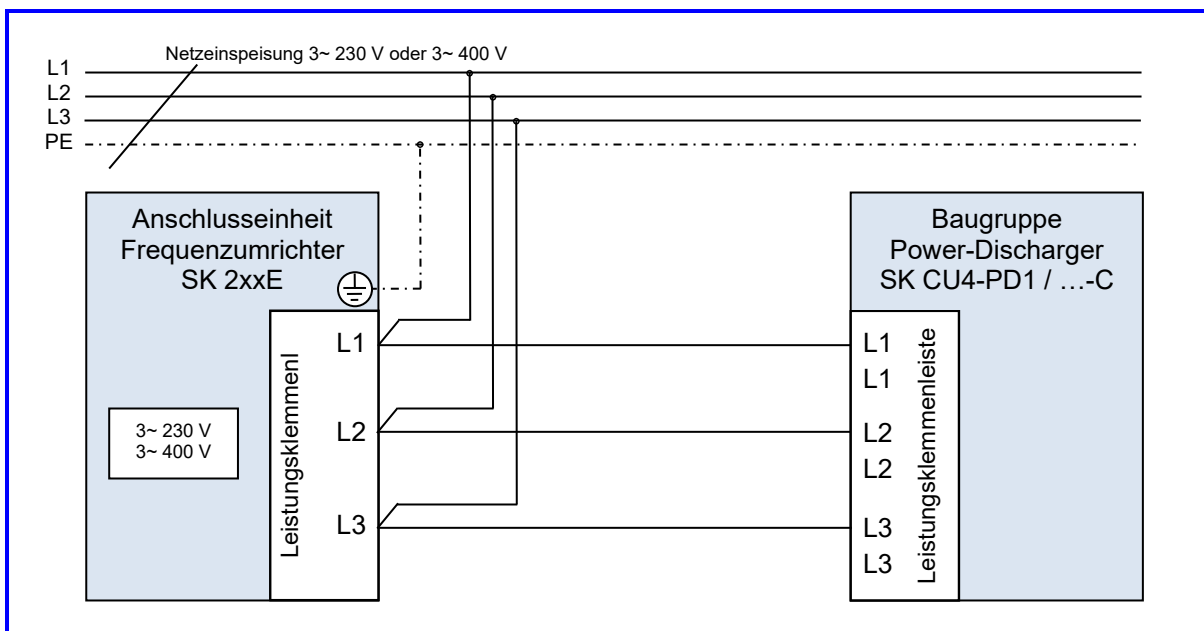 Netzeinspeisung 3~ 230 V oder 3~ 400 V
L1
L2
L3
PE
Anschlusseinheit
Frequenzumrichter
SK 2xxE
Leistungsklemmenl
L1
L2
L3
3~ 230 V
3~ 400 V
Baugruppe
Power-Discharger
SK CU4-PD1 / …-C
L1
L1
L2
L2
L3
L3
Leistungsklemmenleiste